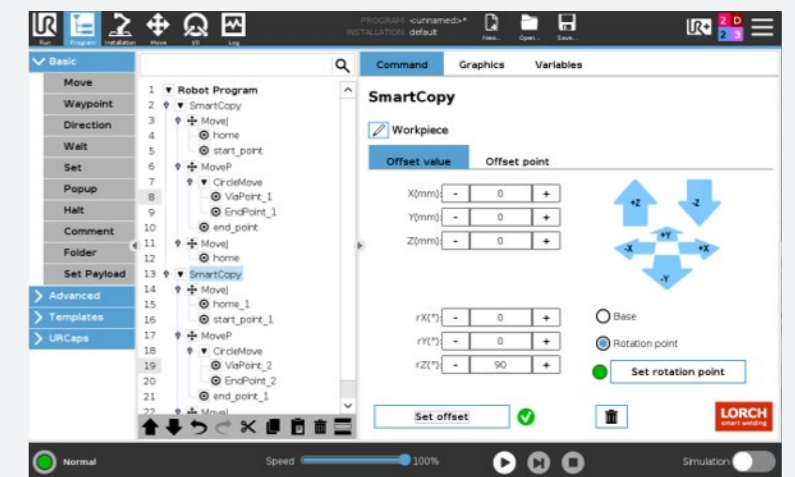 PROGRAM <unnamed>*
INSTALLATION default
Run Program Installation Move I/O Log New... Open... Save...
R+ 2 D
2 3
Basic
Move
Waypoint
Direction
Wait
Set
Popup
Halt
Comment
Folder
Set Payload
Advanced
Templates
URCaps
1 Robot Program
2 SmartCopy
3 MoveJ
4 home
5 start_point
6 MoveP
7 CircleMove
8 ViaPoint_1
9 EndPoint_1
10 end_point
11 MoveJ
12 home
13 SmartCopy
14 MoveJ
15 home_1
16 start_point_1
17 MoveP
18 CircleMove
19 ViaPoint_2
20 EndPoint_2
21 end_point_1
22 MoveJ
Command Graphics Variables
SmartCopy
Workpiece
Offset value Offset point
X(mm): - 0 +
Y(mm): - 0 +
Z(mm): - 0 +
+Z -Z
+Y
-X +X
-Y
rX(°): - 0 +
rY(°): - 0 +
rZ(°): - 90 +
Base
Rotation point
Set rotation point
Set offset
LORCH
smart welding
Normal
Speed 100%
Simulation